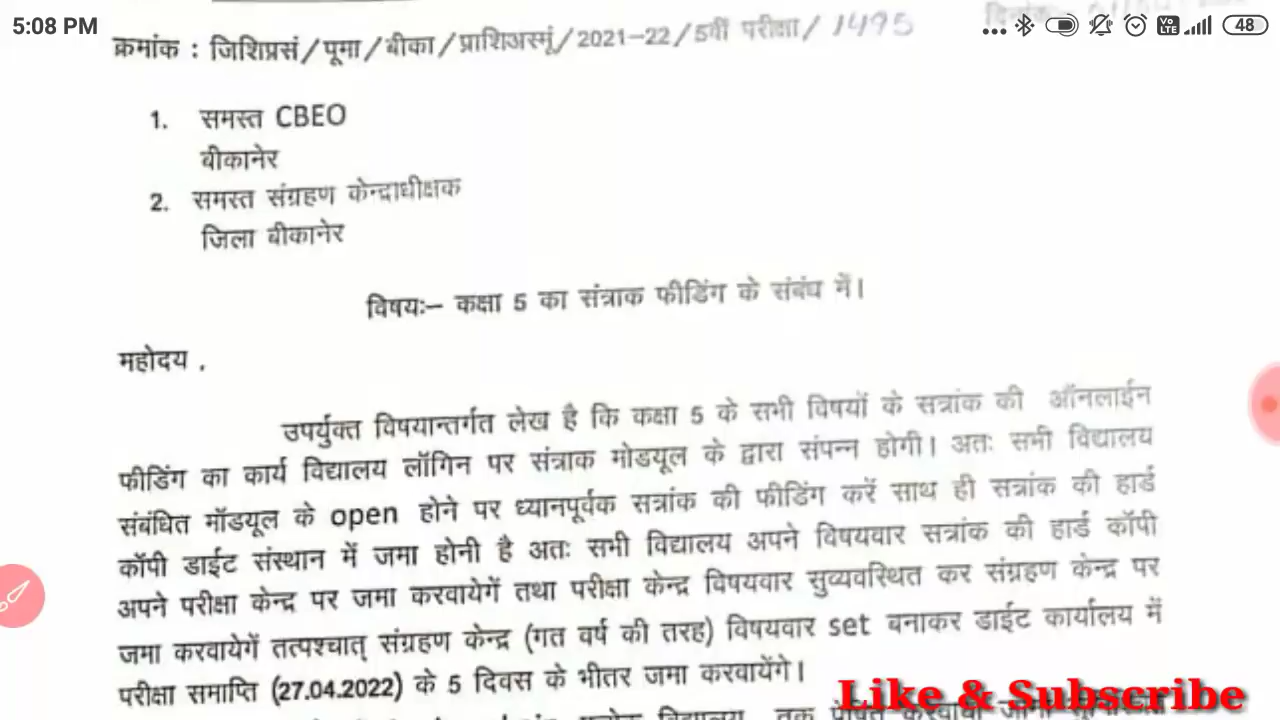 5:08 PM
48
क्रमांक : जिशिप्रसं/पूमा/बीका/प्राशिअस्मूं/2021-22/5वीं परीक्षा/ 1495
1. समस्त CBEO
बीकानेर
2. समस्त संग्रहण केन्द्राधीक्षक
जिला बीकानेर
विषयः- कक्षा 5 का संत्राक फीडिंग के संबंघ में।
महोदय .
उपर्युक्त विषयान्तर्गत लेख है कि कक्षा 5 के सभी विषयों के सत्रांक की ऑनलाईन
फीडिंग का कार्य विद्यालय लॉगिन पर संत्राक मोडयूल के द्वारा संपन्न होगी। अतः सभी विद्यालय
संबंधित मॉडयूल के open होने पर ध्यानपूर्वक सत्रांक की फीडिंग करें साथ ही सत्रांक की हार्ड
कॉपी डाईट संस्थान में जमा होनी है अतः सभी विद्यालय अपने विषयवार सत्रांक की हार्ड कॉपी
अपने परीक्षा केन्द्र पर जमा करवायेगें तथा परीक्षा केन्द्र विषयवार सुव्यवस्थित कर संग्रहण केन्द्र पर
जमा करवायेगें तत्पश्चात् संग्रहण केन्द्र (गत वर्ष की तरह) विषयवार set बनाकर डाईट कार्यालय में
परीक्षा समाप्ति (27.04.2022) के 5 दिवस के भीतर जमा करवायेंगे।
Like & Subscribe